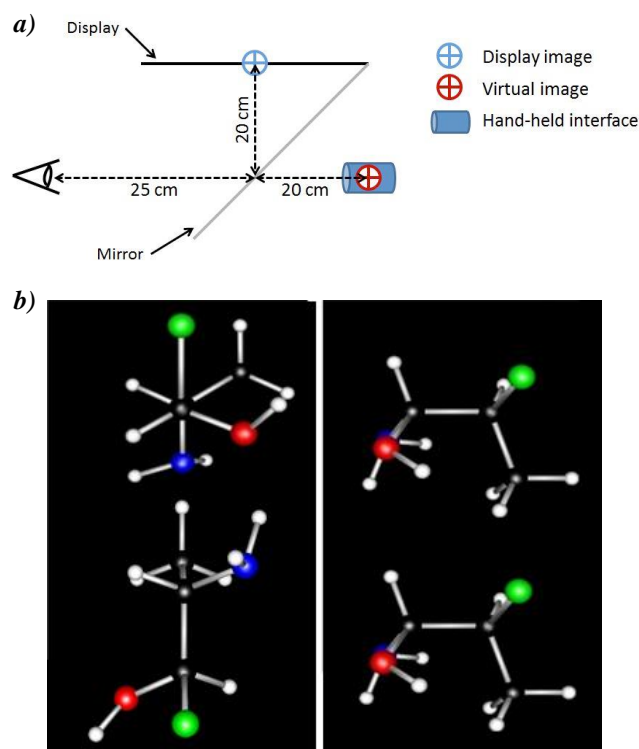 a)
Display
Display image
Virtual image
Hand-held interface
20 cm
25 cm
20 cm
Mirror
b)